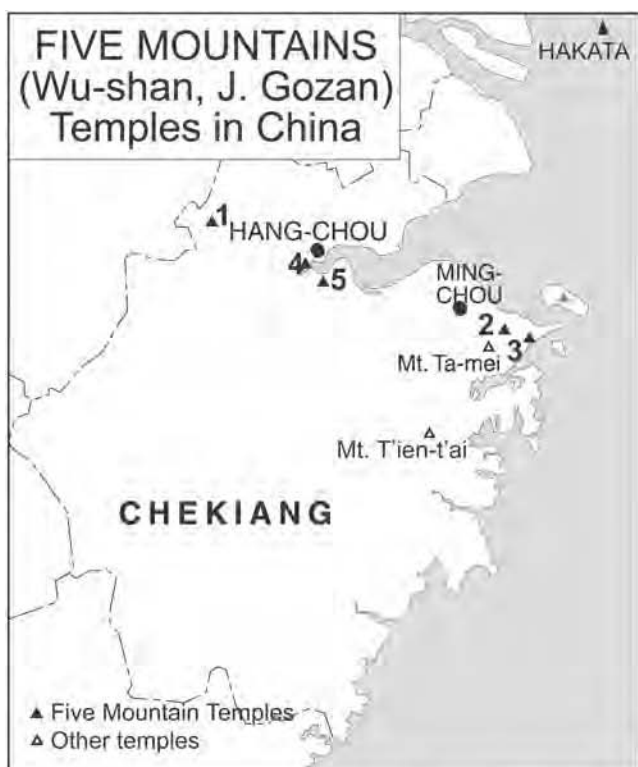 FIVE MOUNTAINS
(Wu-shan, J. Gozan)
Temples in China
HAKATA
1
HANG-CHOU
4
5
MING-
CHOU
2
3
Mt. Ta-mei
Mt. T'ien-t'ai
CHEKIANG
Five Mountain Temples
Other temples